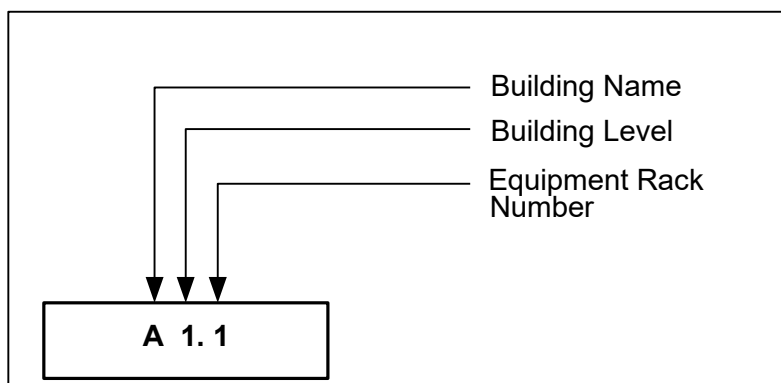 Building Name
Building Level
Equipment Rack
Number
A 1. 1